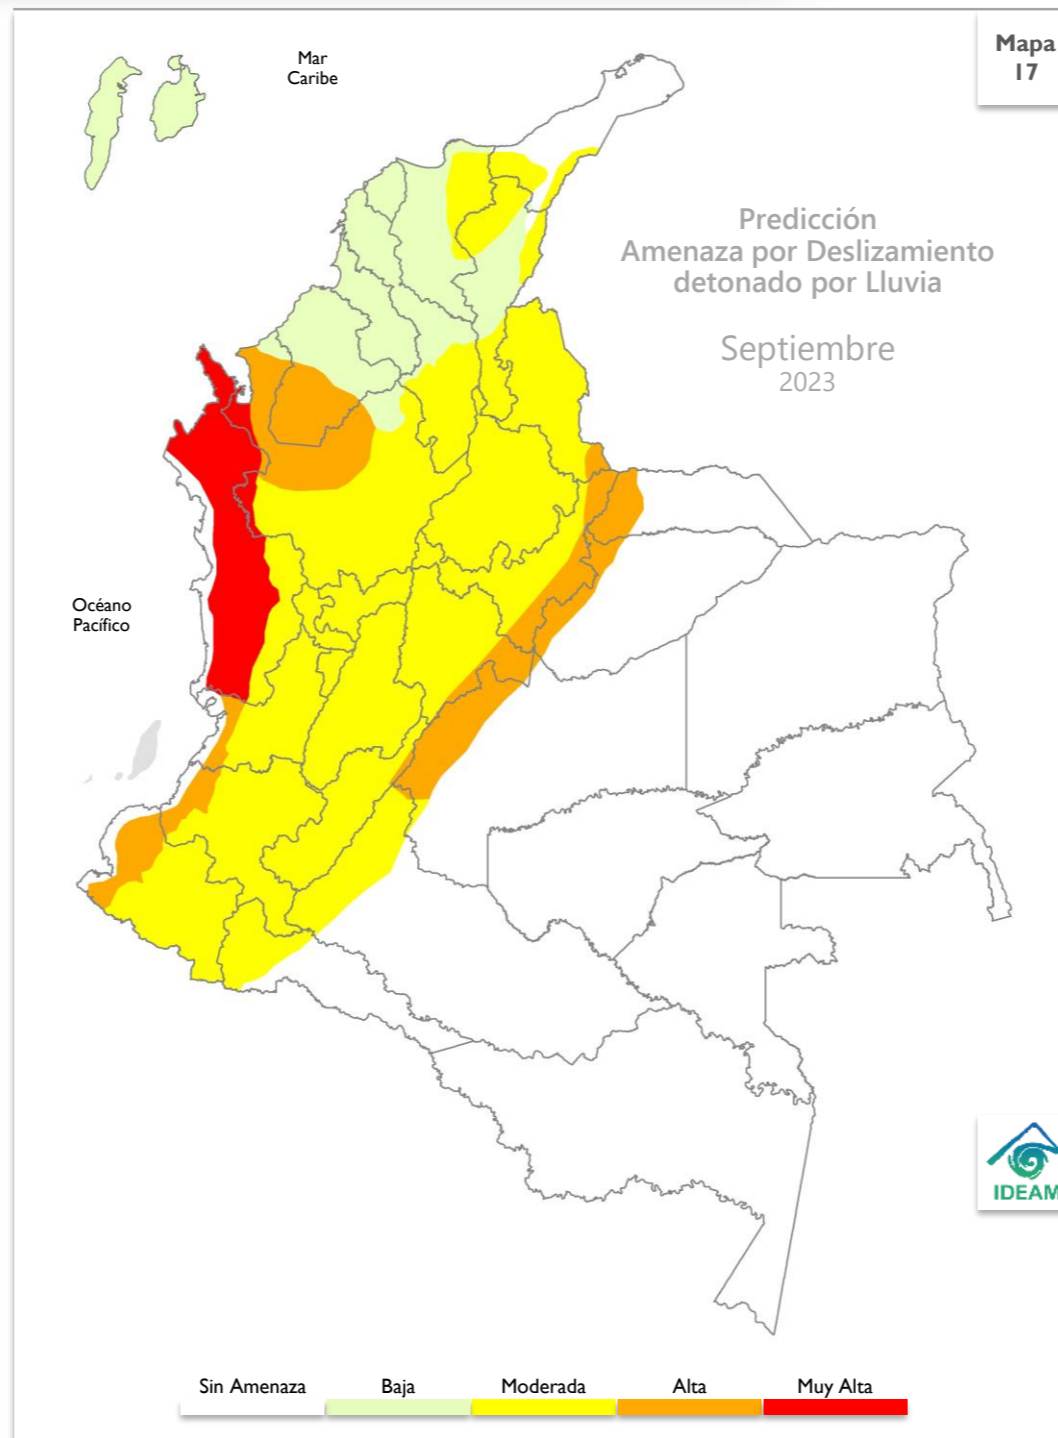 Mar
Caribe
Mapa
17
Predicción
Amenaza por Deslizamiento
detonado por Lluvia
Septiembre
2023
Océano
Pacífico
IDEAM
Sin Amenaza
Baja
Moderada
Alta
Muy Alta